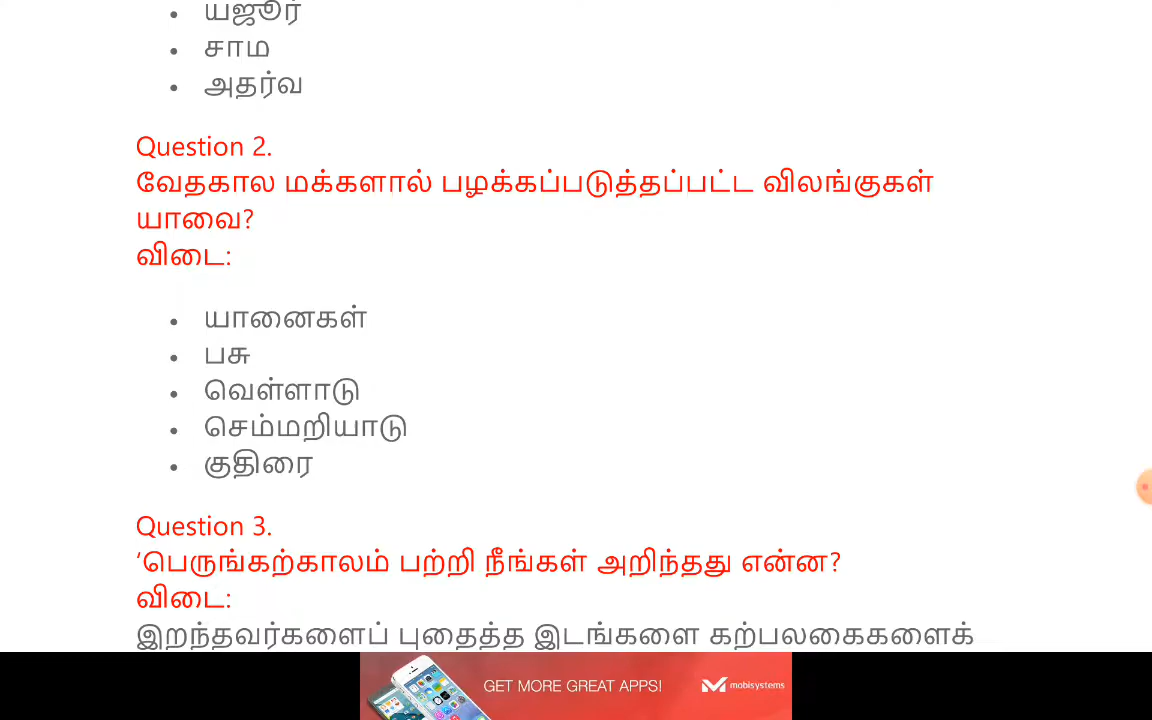 யஜூர்
சாம
அதர்வ
Question 2.
வேதகால மக்களால் பழக்கப்படுத்தப்பட்ட விலங்குகள்
யாவை?
விடை:
யானைகள்
பசு
வெள்ளாடு
செம்மறியாடு
குதிரை
Question 3.
‘பெருங்கற்காலம் பற்றி நீங்கள் அறிந்தது என்ன?
விடை:
இறந்தவர்களைப் புதைத்த இடங்களை கற்பலகைகளைக்
GET MORE GREAT APPS!
mobisystems